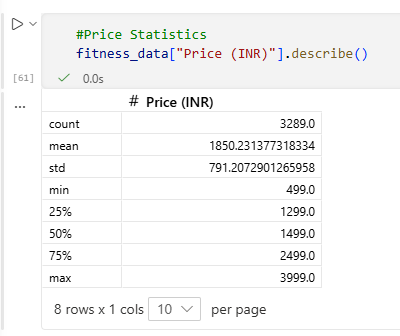 #Price Statistics
fitness_data["Price (INR)"].describe()
[61]
0.0s
...
# Price (INR)
count 3289.0
mean 1850.231377318334
std 791.2072901265958
min 499.0
25% 1299.0
50% 1499.0
75% 2499.0
max 3999.0
8 rows x 1 cols 10 per page